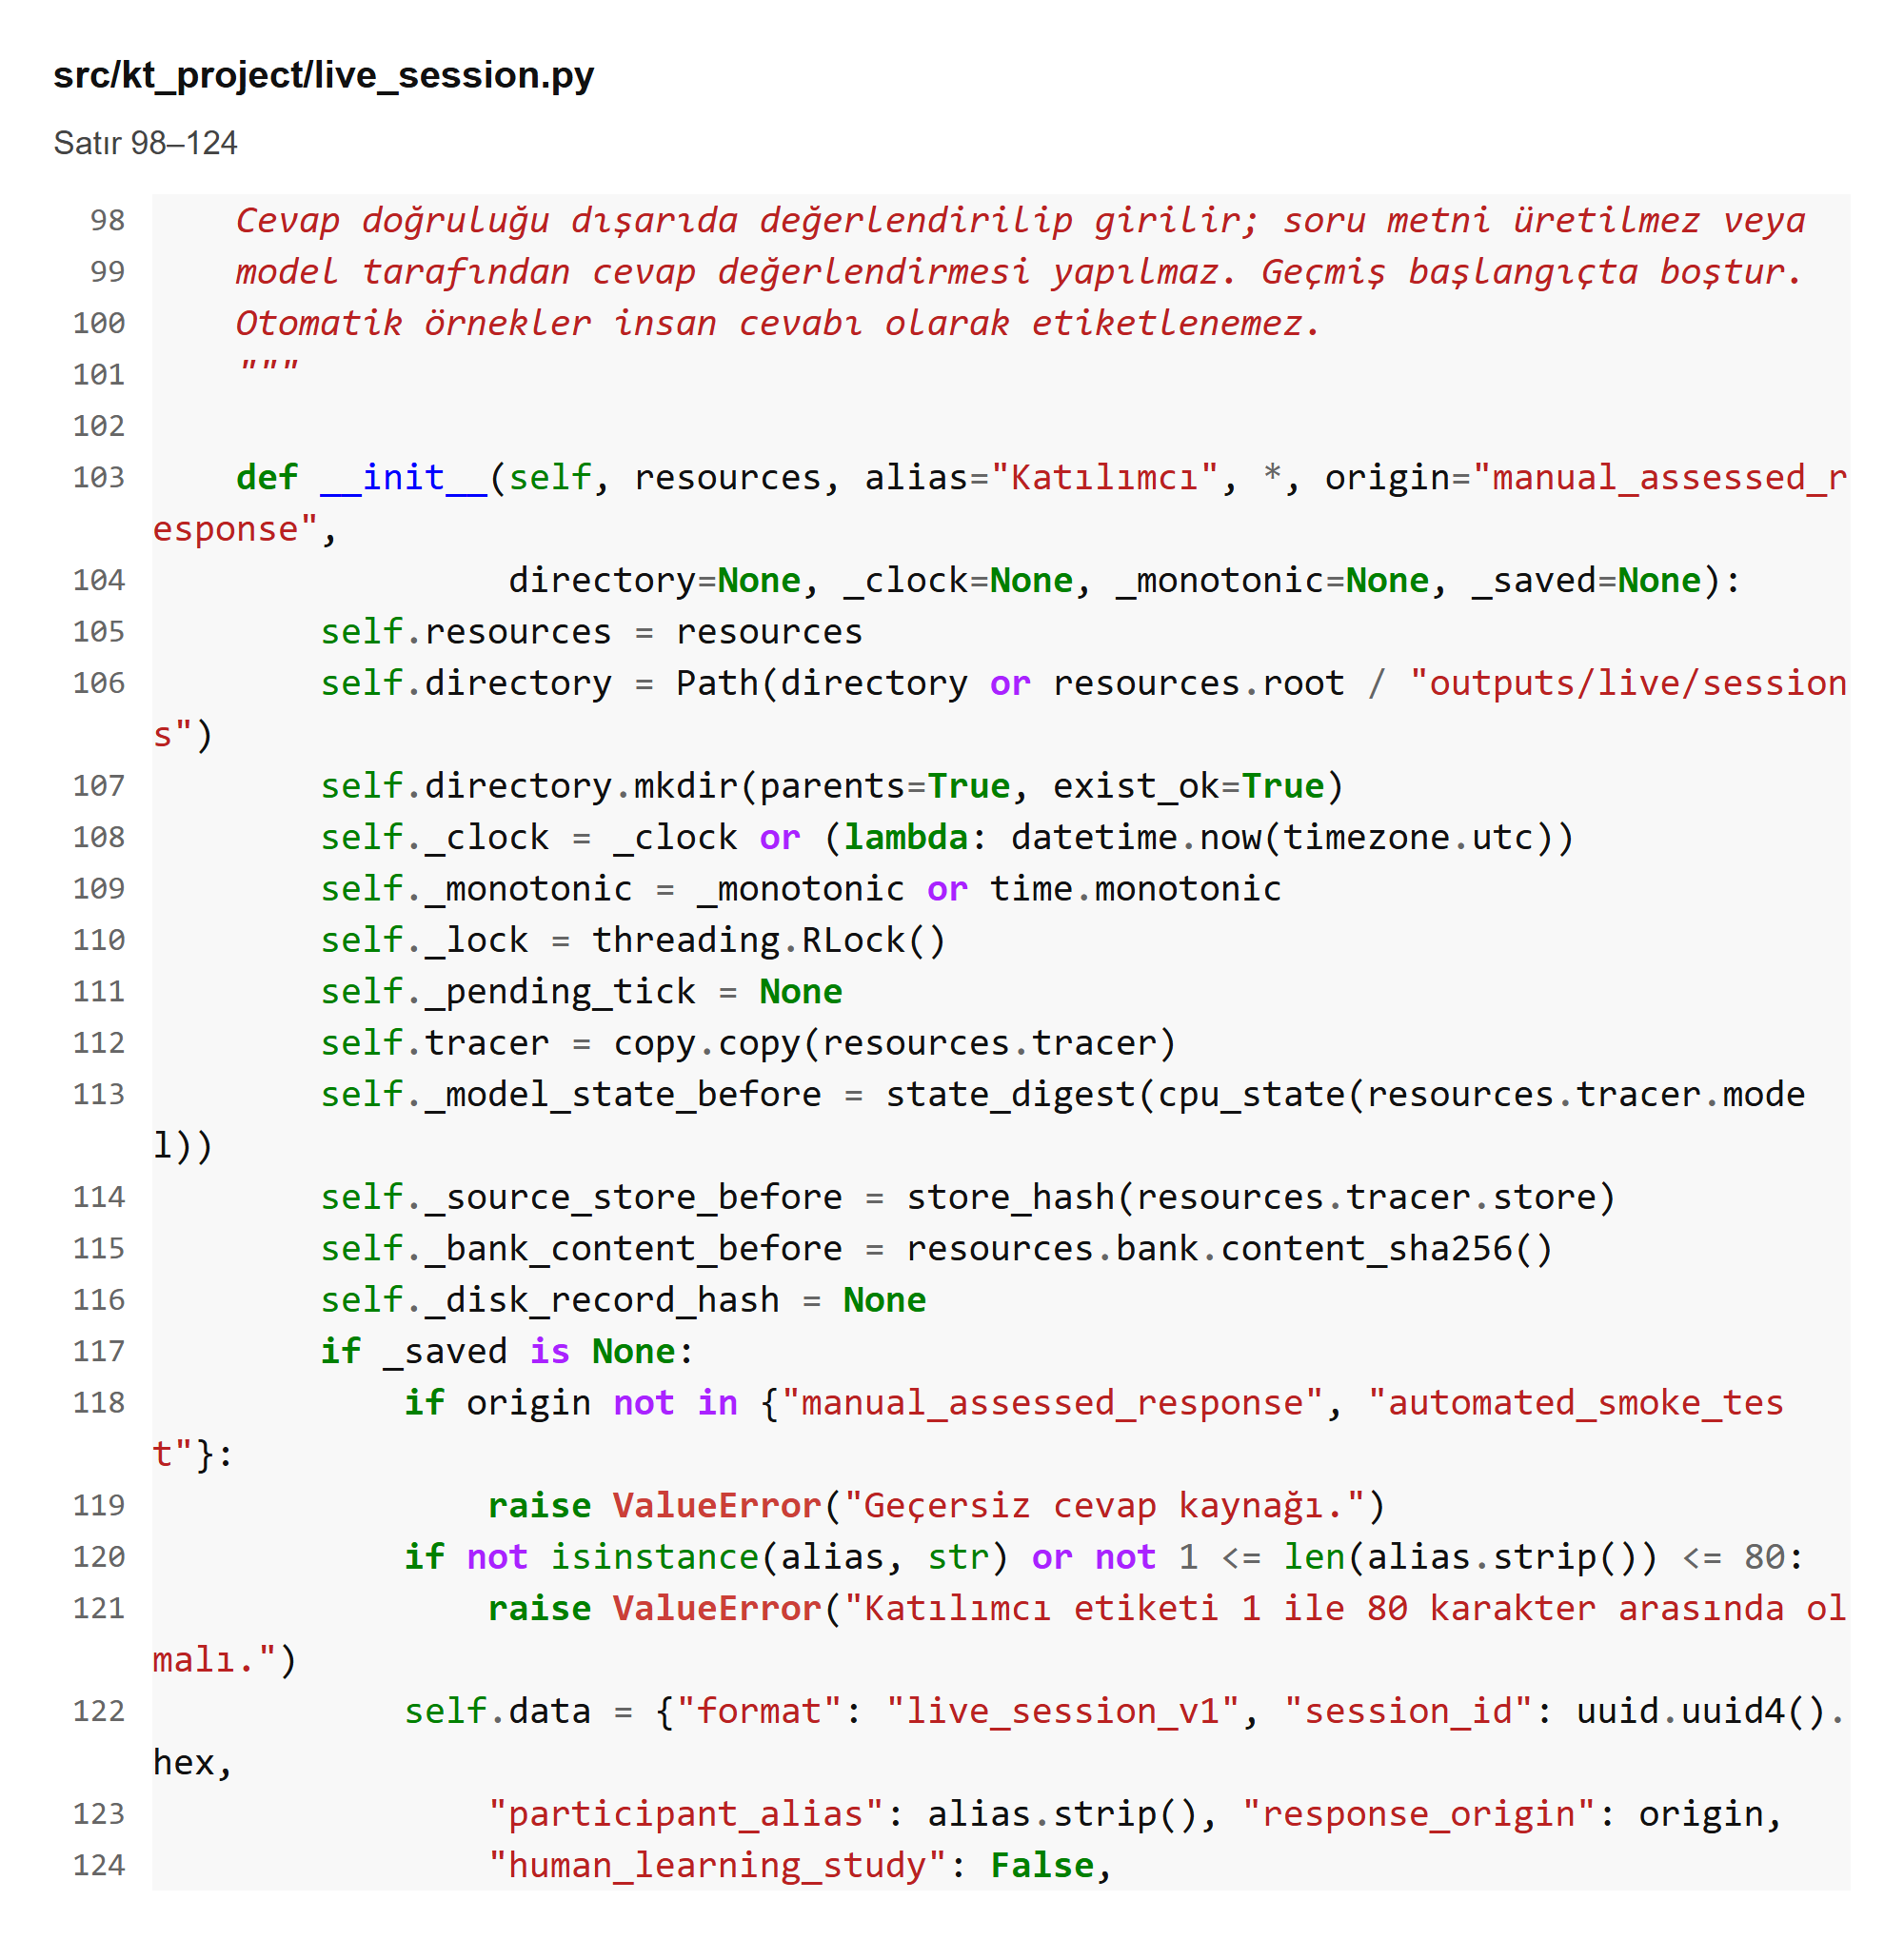 src/kt_project/live_session.py
Satır 98–124
98     Cevap doğruluğu dışarıda değerlendirilip girilir; soru metni üretilmez veya
99     model tarafından cevap değerlendirmesi yapılmaz. Geçmiş başlangıçta boştur.
100     Otomatik örnekler insan cevabı olarak etiketlenemez.
101     """
102
103     def __init__(self, resources, alias="Katılımcı", *, origin="manual_assessed_r
esponse",
104                  directory=None, _clock=None, _monotonic=None, _saved=None):
105         self.resources = resources
106         self.directory = Path(directory or resources.root / "outputs/live/session
s")
107         self.directory.mkdir(parents=True, exist_ok=True)
108         self._clock = _clock or (lambda: datetime.now(timezone.utc))
109         self._monotonic = _monotonic or time.monotonic
110         self._lock = threading.RLock()
111         self._pending_tick = None
112         self.tracer = copy.copy(resources.tracer)
113         self._model_state_before = state_digest(cpu_state(resources.tracer.mode
l))
114         self._source_store_before = store_hash(resources.tracer.store)
115         self._bank_content_before = resources.bank.content_sha256()
116         self._disk_record_hash = None
117         if _saved is None:
118             if origin not in {"manual_assessed_response", "automated_smoke_tes
t"}:
119                 raise ValueError("Geçersiz cevap kaynağı.")
120             if not isinstance(alias, str) or not 1 <= len(alias.strip()) <= 80:
121                 raise ValueError("Katılımcı etiketi 1 ile 80 karakter arasında ol
malı.")
122             self.data = {"format": "live_session_v1", "session_id": uuid.uuid4().
hex,
123                 "participant_alias": alias.strip(), "response_origin": origin,
124                 "human_learning_study": False,